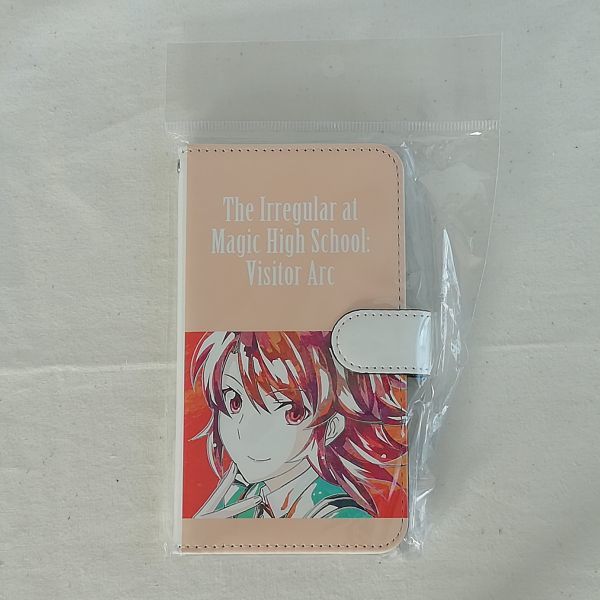 The Irregular at
Magic High School:
Visitor Arc